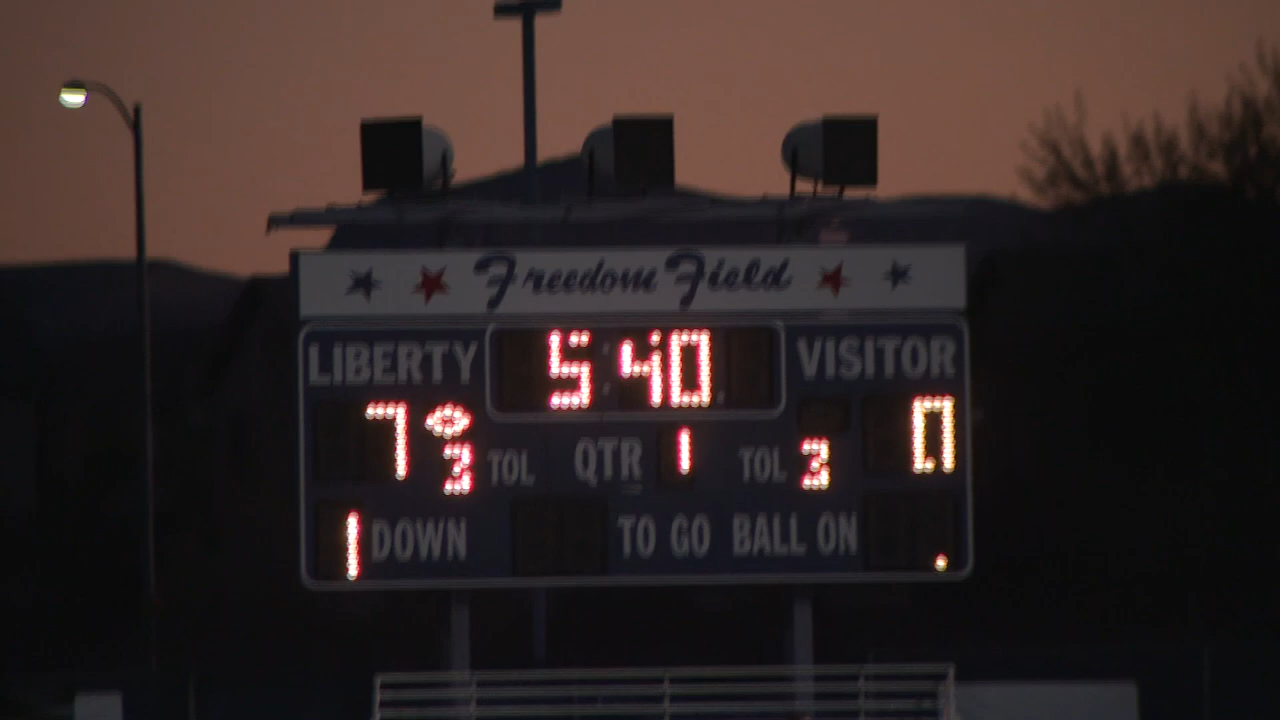 Freedom Field
LIBERTY 5:40 VISITOR
7 3 TOL QTR 1 TOL 3 0
1 DOWN TO GO BALL ON